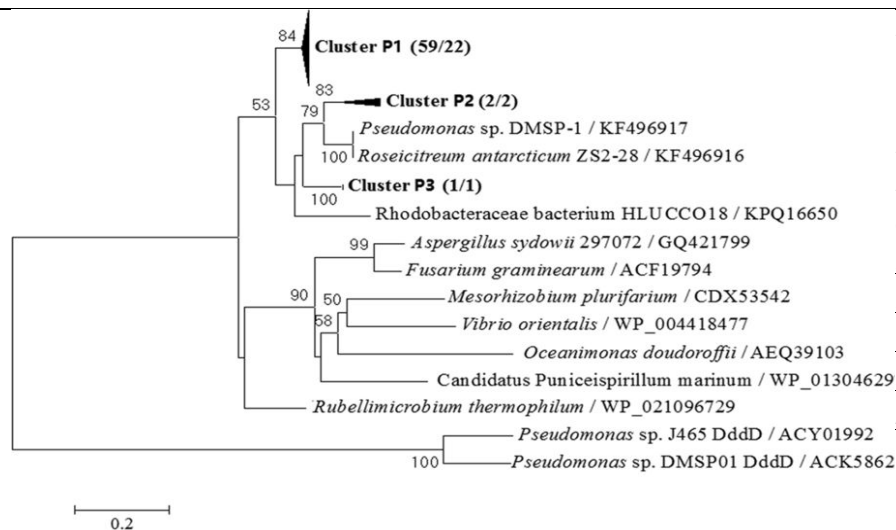 84
Cluster P1 (59/22)
53
83
Cluster P2 (2/2)
79
Pseudomonas sp. DMSP-1 / KF496917
100
Roseicitreum antarcticum ZS2-28 / KF496916
Cluster P3 (1/1)
100
Rhodobacteraceae bacterium HLUCCO18 / KPQ16650
99
Aspergillus sydowii 297072 / GQ421799
Fusarium graminearum / ACF19794
90
50
Mesorhizobium plurifarium / CDX53542
58
Vibrio orientalis / WP_004418477
Oceanimonas doudoroffii / AEQ39103
Candidatus Puniceispirillum marinum / WP_01304629
Rubellimicrobium thermophilum / WP_021096729
Pseudomonas sp. J465 DddD / ACY01992
100
Pseudomonas sp. DMSP01 DddD / ACK5862
0.2